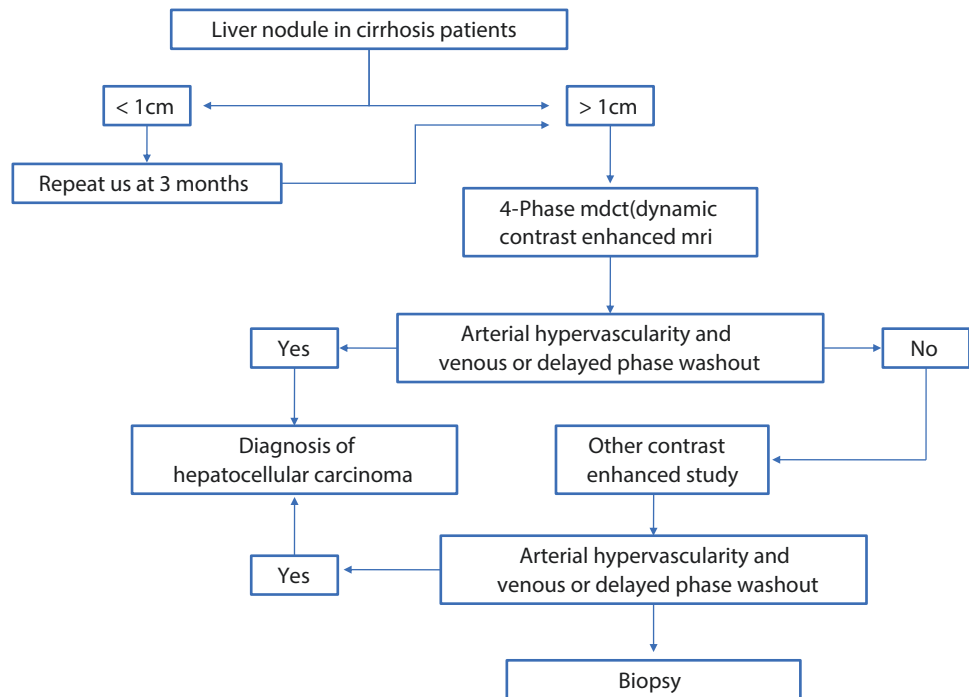 Liver nodule in cirrhosis patients
< 1cm
> 1cm
Repeat us at 3 months
4-Phase mdct(dynamic
contrast enhanced mri
Arterial hypervascularity and
venous or delayed phase washout
Yes
No
Diagnosis of
hepatocellular carcinoma
Other contrast
enhanced study
Arterial hypervascularity and
venous or delayed phase washout
Yes
Biopsy